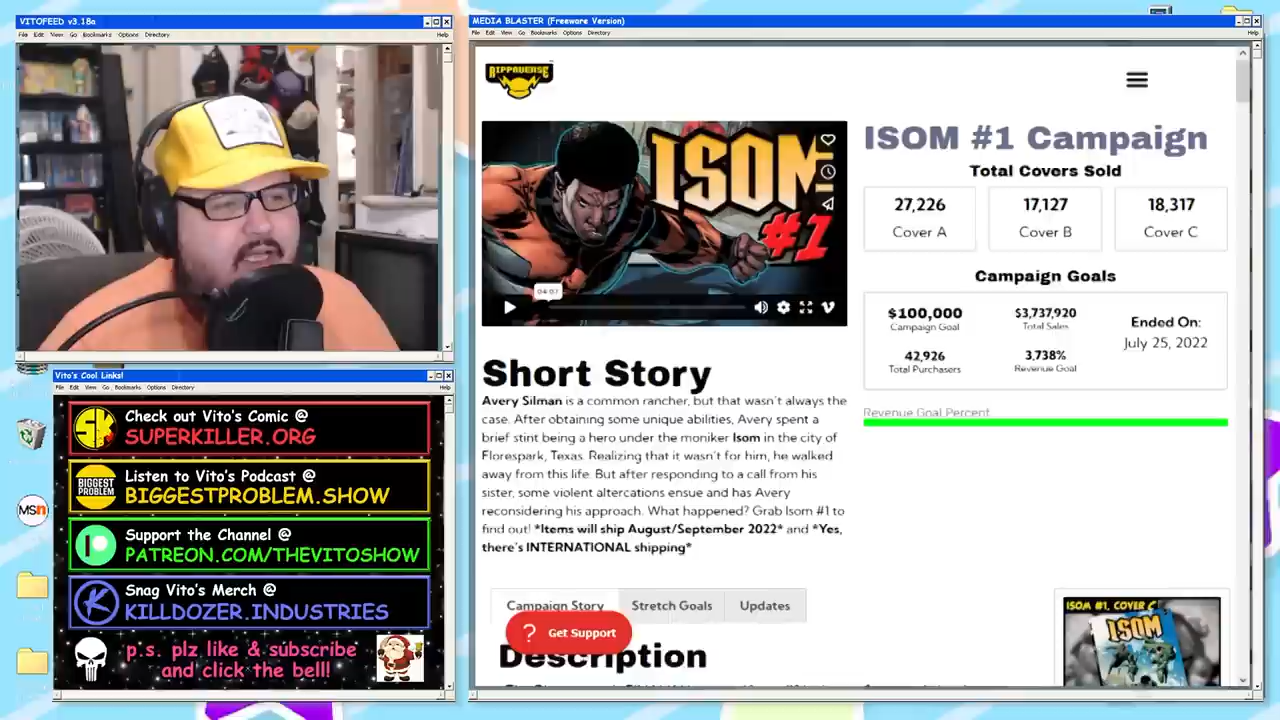 VITOFEED v3.18a
File Edit View Go Bookmarks Options Directory Help
Vito's Cool Links!
File Edit View Go Bookmarks Options Directory Help
Check out Vito's Comic @
SUPERKILLER.ORG
BIGGEST
PROBLEM
Listen to Vito's Podcast @
BIGGESTPROBLEM.SHOW
Support the Channel @
PATREON.COM/THEVITOSHOW
Snag Vito's Merch @
KILLDOZER.INDUSTRIES
p.s. plz like & subscribe
and click the bell!
msn
MEDIA BLASTER (Freeware Version)
File Edit View Go Bookmarks Options Directory Help
RIPPAVERSE
ISOM
#1
04:07
Short Story
Avery Silman is a common rancher, but that wasn't always the
case. After obtaining some unique abilities, Avery spent a
brief stint being a hero under the moniker Isom in the city of
Florespark, Texas. Realizing that it wasn't for him, he walked
away from this life. But after responding to a call from his
sister, some violent altercations ensue and has Avery
reconsidering his approach. What happened? Grab Isom #1 to
find out! *Items will ship August/September 2022* and *Yes,
there's INTERNATIONAL shipping*
ISOM #1 Campaign
Total Covers Sold
27,226 17,127 18,317
Cover A Cover B Cover C
Campaign Goals
$100,000 $3,737,920
Campaign Goal Total Sales
42,926 3,738%
Total Purchasers Revenue Goal
Ended On:
July 25, 2022
Revenue Goal Percent
Campaign Story Stretch Goals Updates
? Get Support
Description
ISOM #1, COVER C
ISOM